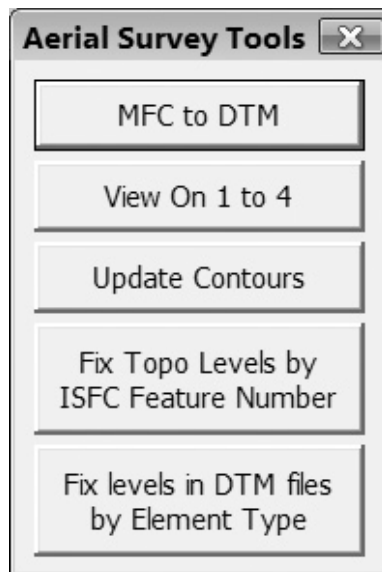 Aerial Survey Tools
MFC to DTM
View On 1 to 4
Update Contours
Fix Topo Levels by
ISFC Feature Number
Fix levels in DTM files
by Element Type